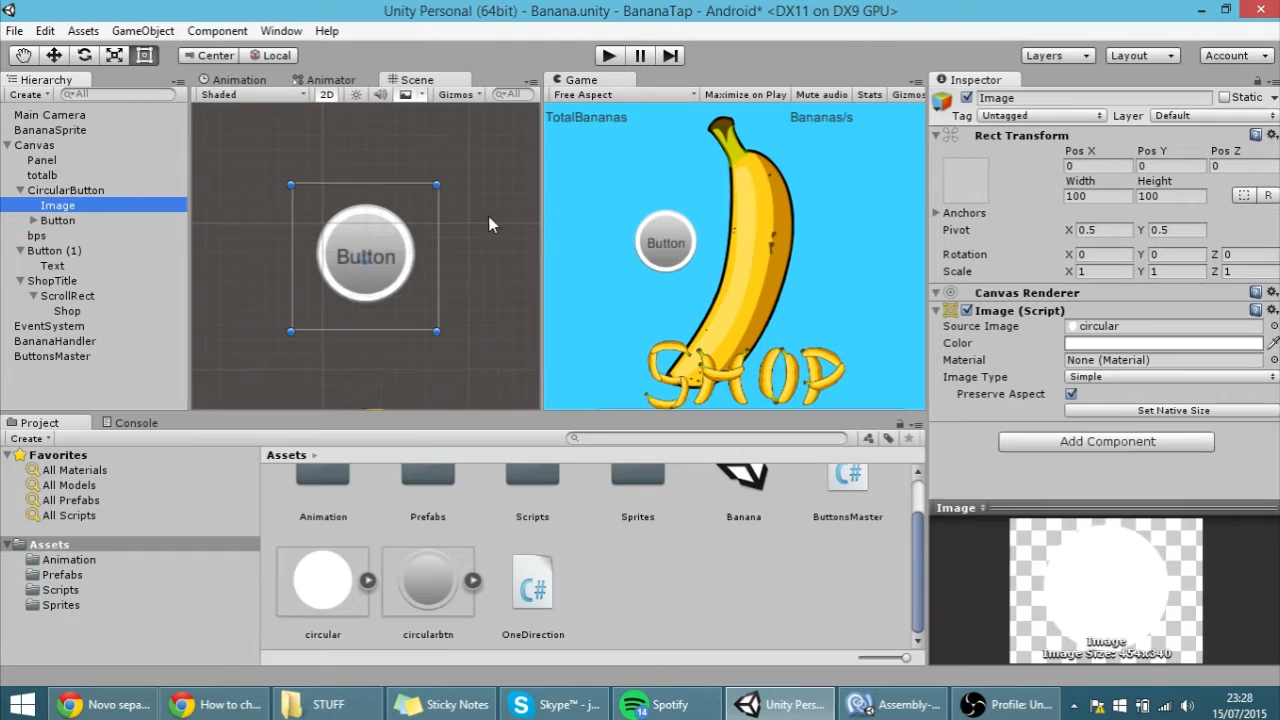 Unity Personal (64bit) - Banana.unity - BananaTap - Android* <DX11 on DX9 GPU>
File Edit Assets GameObject Component Window Help
Center Local Layers Layout Account
Hierarchy
Create All
Main Camera
BananaSprite
Canvas
Panel
totalb
CircularButton
Image
Button
bps
Button (1)
Text
ShopTitle
ScrollRect
Shop
EventSystem
BananaHandler
ButtonsMaster
Animation Animator Scene
Shaded 2D Gizmos All
Button
Game
Free Aspect Maximize on Play Mute audio Stats Gizmos
TotalBananas Bananas/s
Button
SHOP
Inspector
Image Static
Tag Untagged Layer Default
Rect Transform
Pos X Pos Y Pos Z
0 0 0
Width Height
100 100 R
Anchors
Pivot X 0.5 Y 0.5
Rotation X 0 Y 0 Z 0
Scale X 1 Y 1 Z 1
Canvas Renderer
Image (Script)
Source Image circular
Color
Material None (Material)
Image Type Simple
Preserve Aspect
Set Native Size
Add Component
Image
Image
Image Size: 454x340
Project Console
Create
Favorites
All Materials
All Models
All Prefabs
All Scripts
Assets
Animation
Prefabs
Scripts
Sprites
Assets
Animation Prefabs Scripts Sprites Banana ButtonsMaster
C#
C#
circular circularbtn OneDirection
Novo sepa... How to ch... STUFF Sticky Notes Skype™ - j... 14 Spotify Unity Pers... Assembly-... Profile: Un...
23:28
15/07/2015